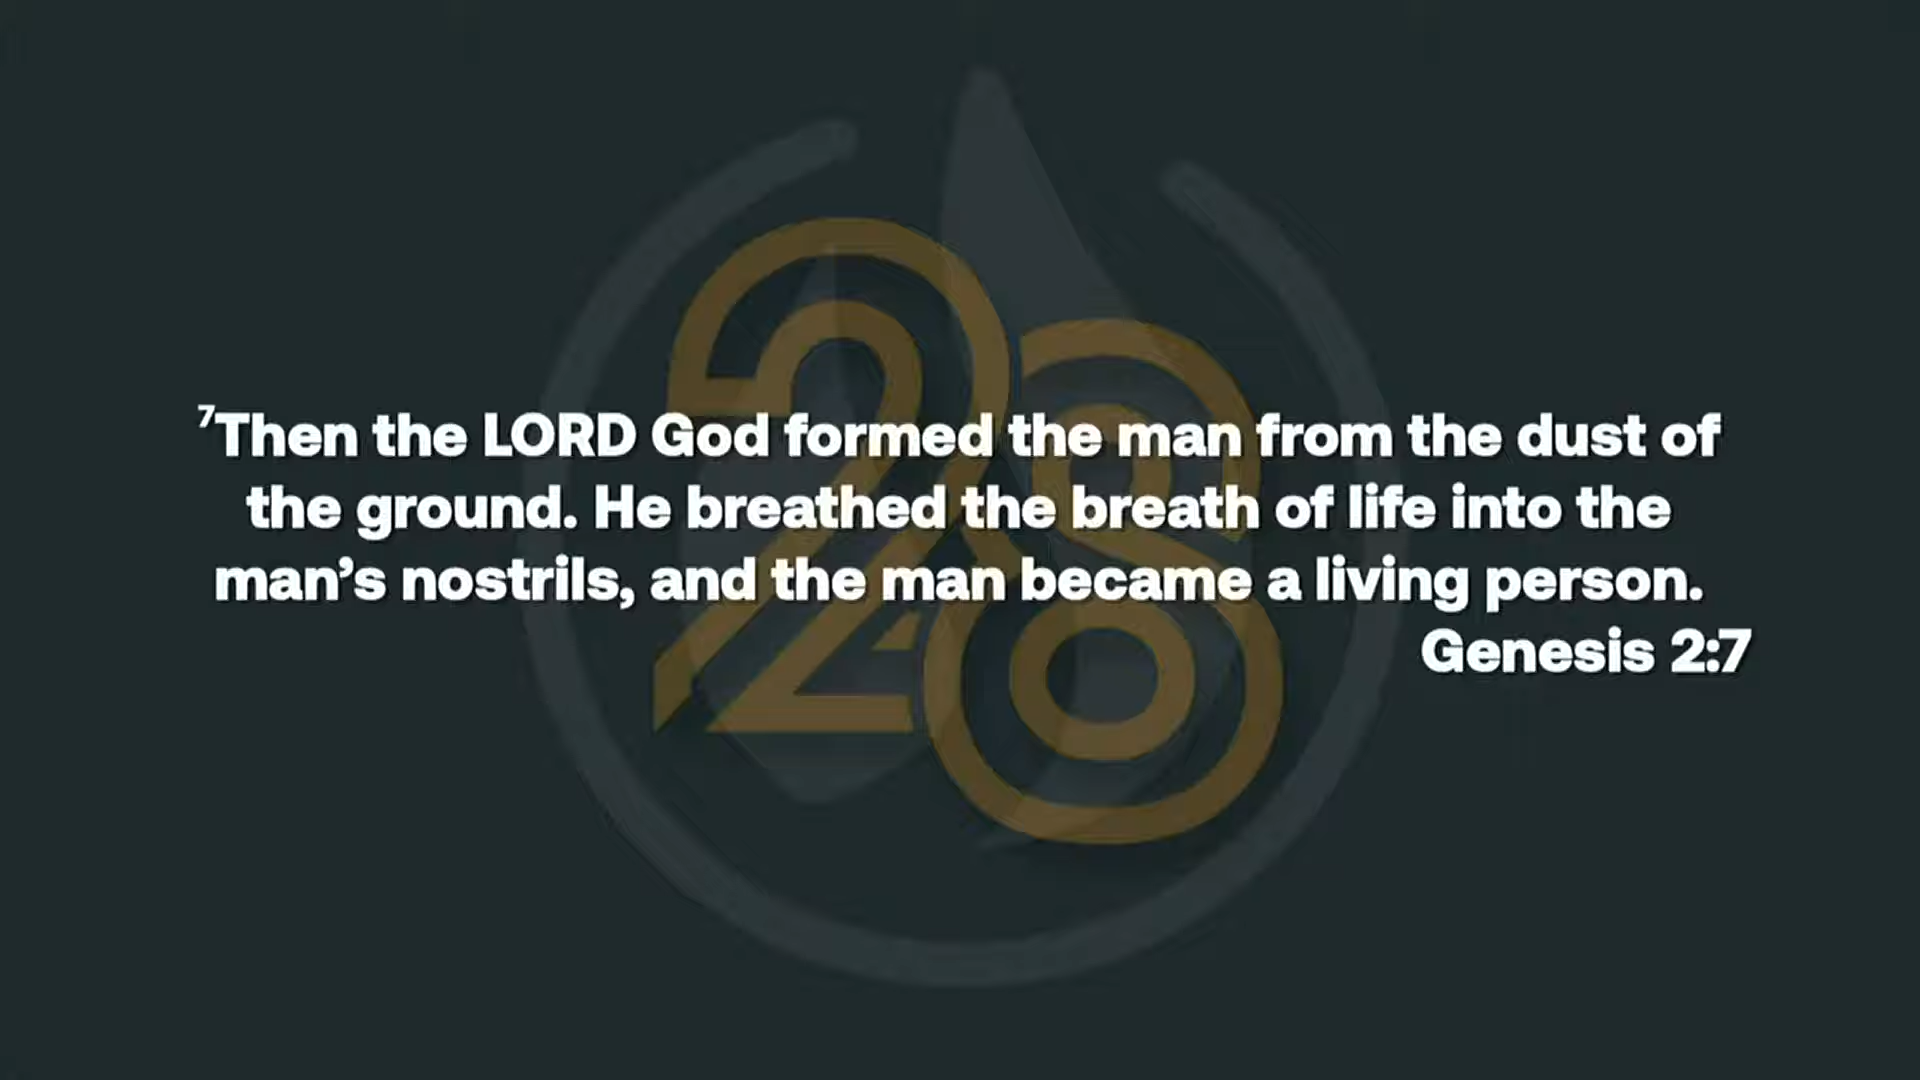 28
⁷Then the LORD God formed the man from the dust of
the ground. He breathed the breath of life into the
man’s nostrils, and the man became a living person.
Genesis 2:7